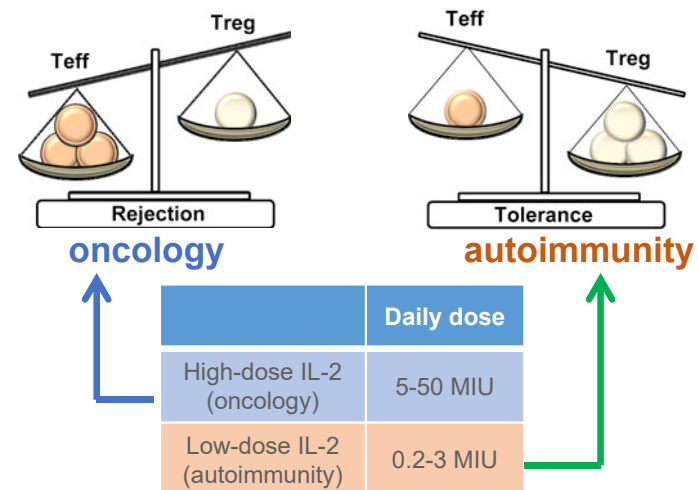 Teff
Treg
Rejection
Teff
Treg
Tolerance
oncology
autoimmunity
Daily dose
High-dose IL-2
(oncology)
5-50 MIU
Low-dose IL-2
(autoimmunity)
0.2-3 MIU